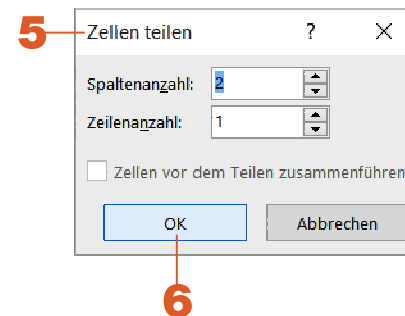 5 Zellen teilen ? ×
Spaltenanzahl: 2
Zeilenanzahl: 1
Zellen vor dem Teilen zusammenführen
OK Abbrechen
6